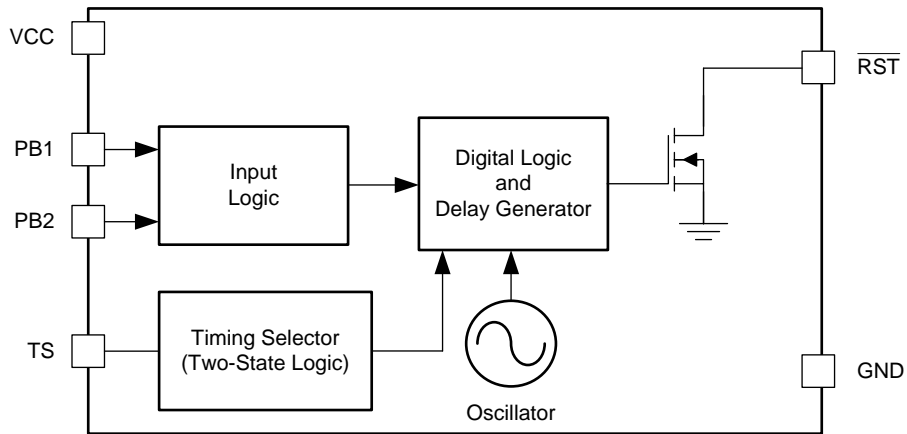 VCC
RST
PB1
PB2
Input
Logic
Digital Logic
and
Delay Generator
TS
Timing Selector
(Two-State Logic)
Oscillator
GND